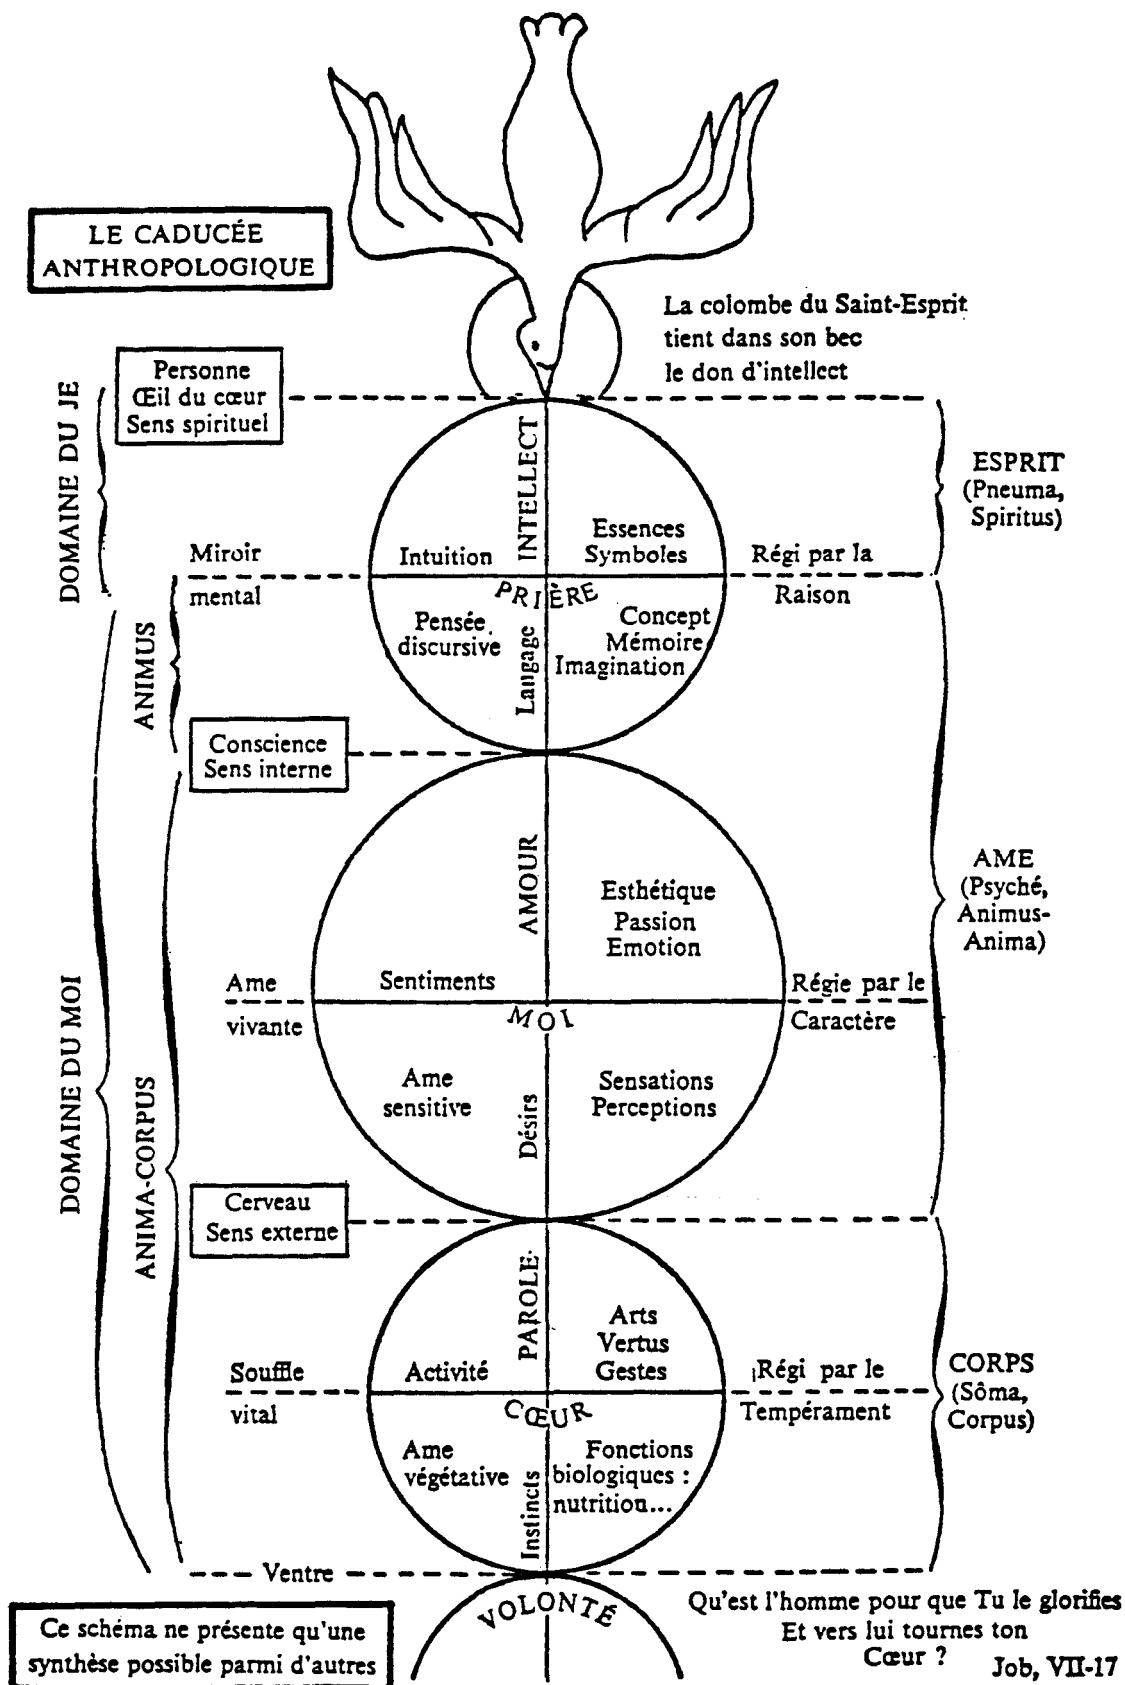 LE CADUCÉE
ANTHROPOLOGIQUE
La colombe du Saint-Esprit
tient dans son bec
le don d'intellect
Personne
Œil du cœur
Sens spirituel
DOMAINE DU JE
INTELLECT
ESPRIT
(Pneuma,
Spiritus)
Miroir
mental
Intuition
Essences
Symboles
Régi par la
Raison
PRIÈRE
ANIMUS
Pensée
discursive
Langage
Concept
Mémoire
Imagination
Conscience
Sens interne
DOMAINE DU MOI
ANIMA-CORPUS
AMOUR
Esthétique
Passion
Emotion
AME
(Psyché,
Animus-
Anima)
Ame
vivante
Sentiments
Régie par le
Caractère
MOI
Ame
sensitive
Désirs
Sensations
Perceptions
Cerveau
Sens externe
PAROLE
Arts
Vertus
Gestes
Souffle
vital
Activité
Régi par le
Tempérament
CORPS
(Sôma,
Corpus)
CŒUR
Ame
végétative
Instincts
Fonctions
biologiques :
nutrition...
Ventre
VOLONTÉ
Ce schéma ne présente qu'une
synthèse possible parmi d'autres
Qu'est l'homme pour que Tu le glorifies
Et vers lui tournes ton
Cœur ?
Job, VII-17